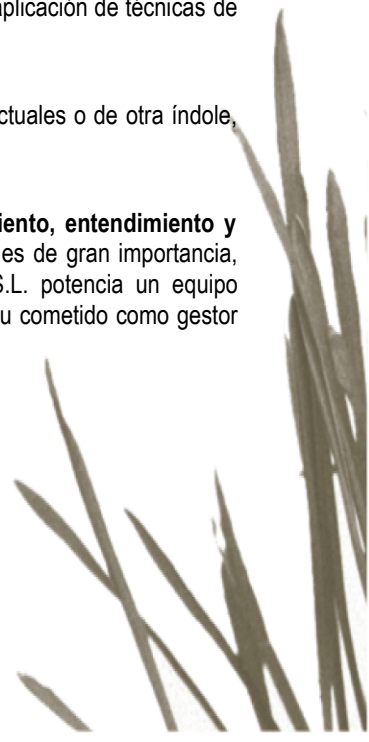 aplicación de técnicas de
ctuales o de otra índole,
iento, entendimiento y
es de gran importancia,
S.L. potencia un equipo
u cometido como gestor